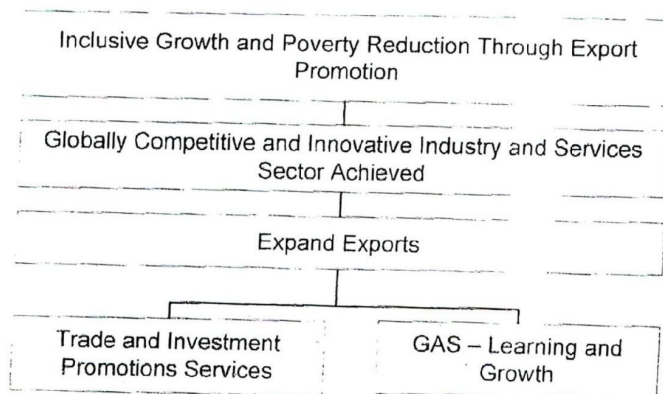 Inclusive Growth and Poverty Reduction Through Export
Promotion
Globally Competitive and Innovative Industry and Services
Sector Achieved
Expand Exports
Trade and Investment
Promotions Services
GAS – Learning and
Growth